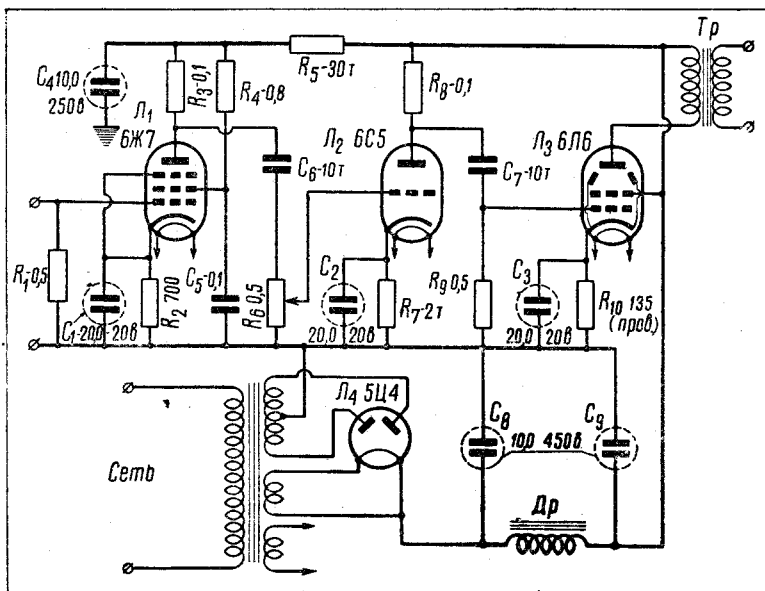 Тр
C4 10,0
250в
R3-0,1
R4-0,8
R5-30т
R8-0,1
Л1
6Ж7
C6-10т
Л2 6С5
C7-10т
Л3 6Л6
R1-0,5
C1-20,0 20в
R2 700
C5-0,1
R6 0,5
C2
20,0 20в
R7-2т
R9 0,5
C3
20,0 20в
R10 135
(пров.)
Сеть
Л4 5Ц4
C8
10,0 450в
C9
Др